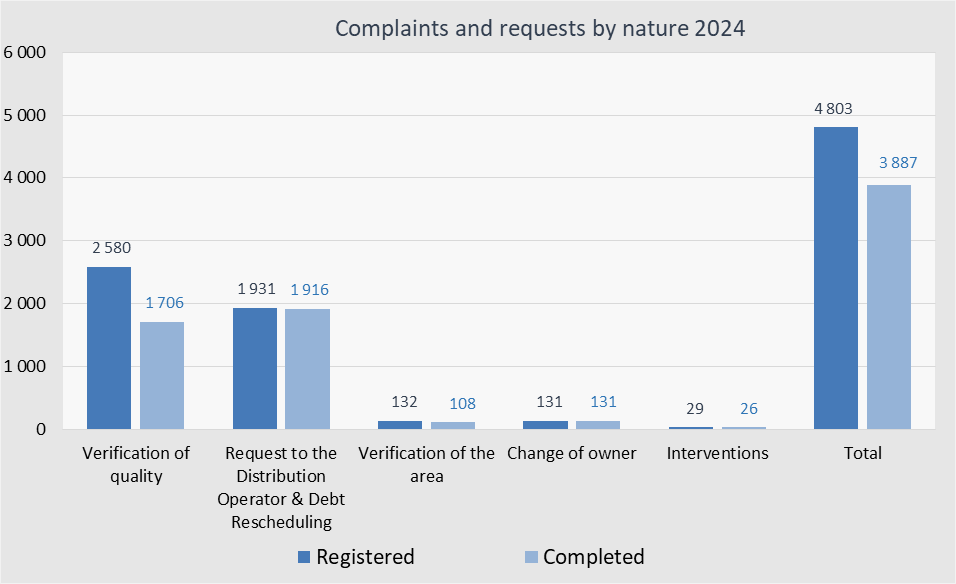 Complaints and requests by nature 2024
6 000
5 000
4 000
3 000
2 000
1 000
0
2 580
1 706
1 931
1 916
132
108
131
131
29
26
4 803
3 887
Verification of
quality
Request to the
Distribution
Operator & Debt
Rescheduling
Verification of the
area
Change of owner
Interventions
Total
Registered
Completed